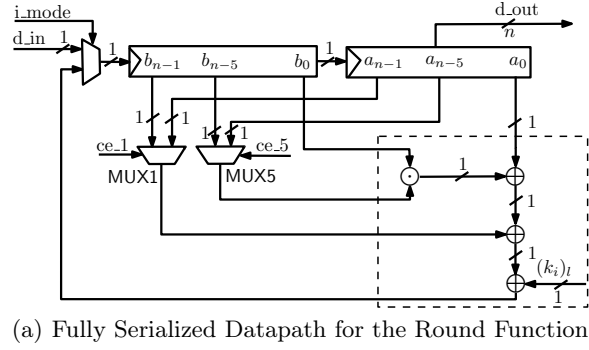 i_mode
d_out
d_in
1
1
n
b_{n−1} b_{n−5} b_0
1
a_{n−1} a_{n−5} a_0
1
1
1
1
1
ce_1
ce_5
MUX1
MUX5
1
1
1
(k_i)_l
1
(a) Fully Serialized Datapath for the Round Function